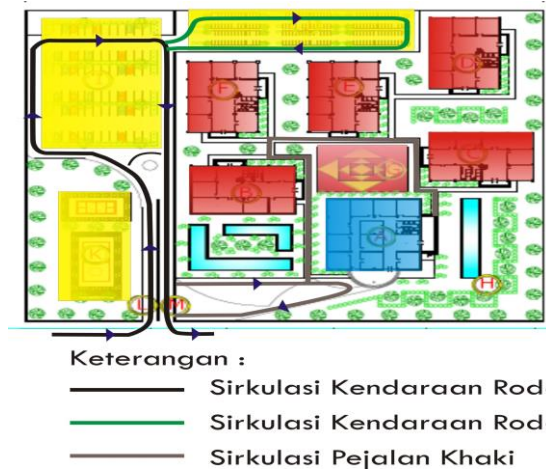 F
E
D
C
B
G
A
K
H
L
M
Keterangan :
Sirkulasi Kendaraan Rod
Sirkulasi Kendaraan Rod
Sirkulasi Pejalan Khaki